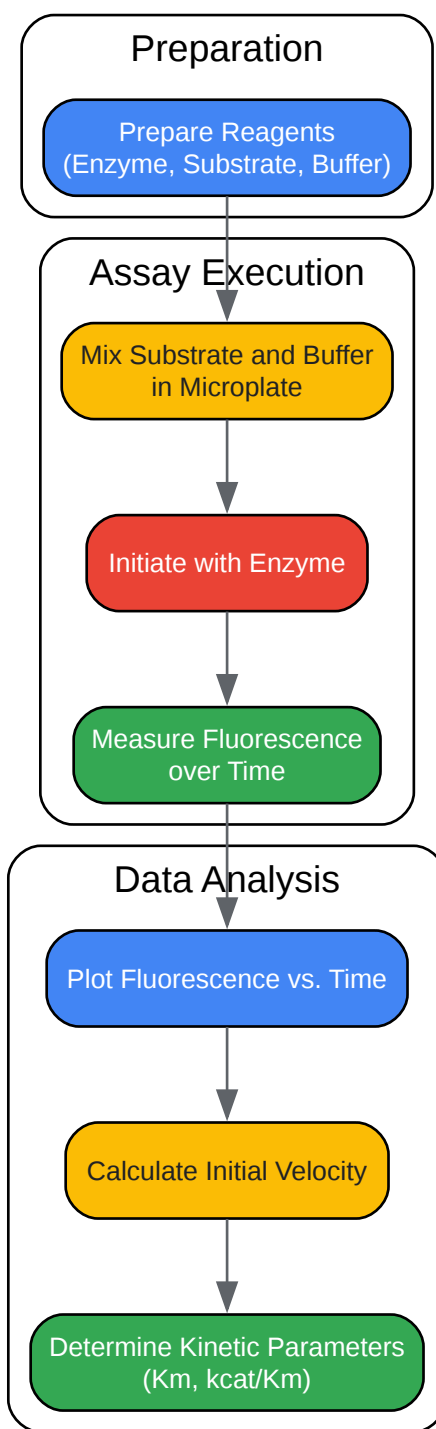 Preparation
Prepare Reagents
(Enzyme, Substrate, Buffer)
Assay Execution
Mix Substrate and Buffer
in Microplate
Initiate with Enzyme
Measure Fluorescence
over Time
Data Analysis
Plot Fluorescence vs. Time
Calculate Initial Velocity
Determine Kinetic Parameters
(Km, kcat/Km)